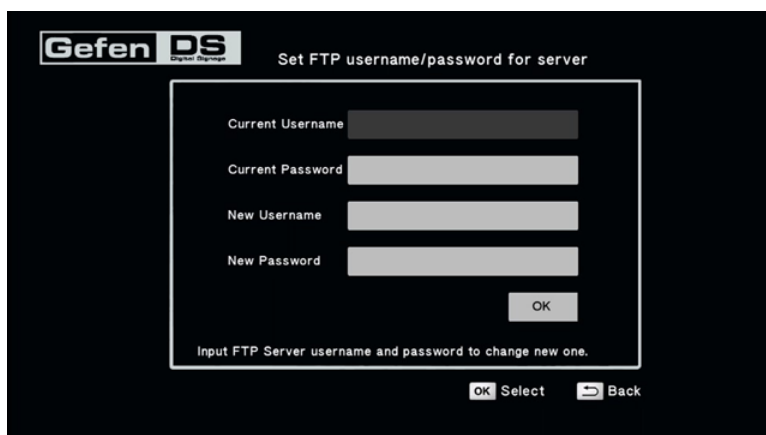 Gefen DS
Digital Signage
Set FTP username/password for server
Current Username
Current Password
New Username
New Password
OK
Input FTP Server username and password to change new one.
OK Select Back